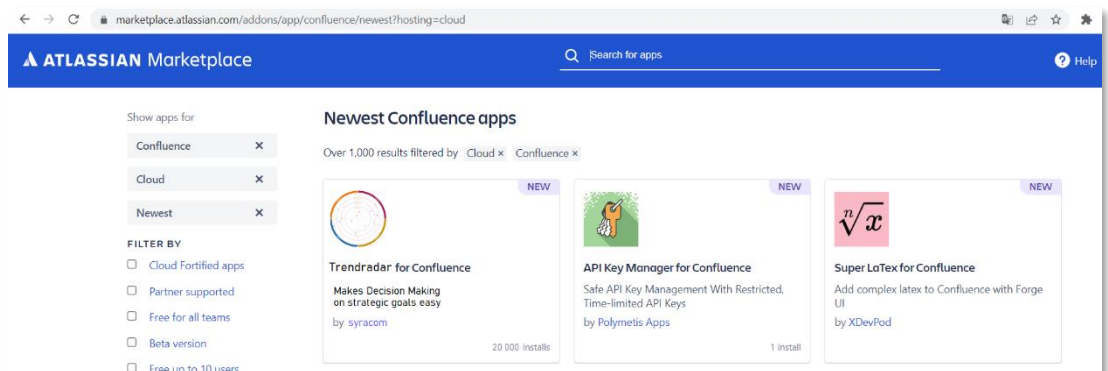 marketplace.atlassian.com/addons/app/confluence/newest?hosting=cloud
ATLASSIAN Marketplace
Search for apps
? Help
Show apps for
Confluence ×
Cloud ×
Newest ×
FILTER BY
Cloud Fortified apps
Partner supported
Free for all teams
Beta version
Free up to 10 users
Newest Confluence apps
Over 1,000 results filtered by Cloud × Confluence ×
NEW
Trendradar for Confluence
Makes Decision Making
on strategic goals easy
by syracom
20 000 installs
NEW
API Key Manager for Confluence
Safe API Key Management With Restricted,
Time-limited API Keys
by Polymetis Apps
1 install
NEW
n√x
Super LaTex for Confluence
Add complex latex to Confluence with Forge
UI
by XDevPod